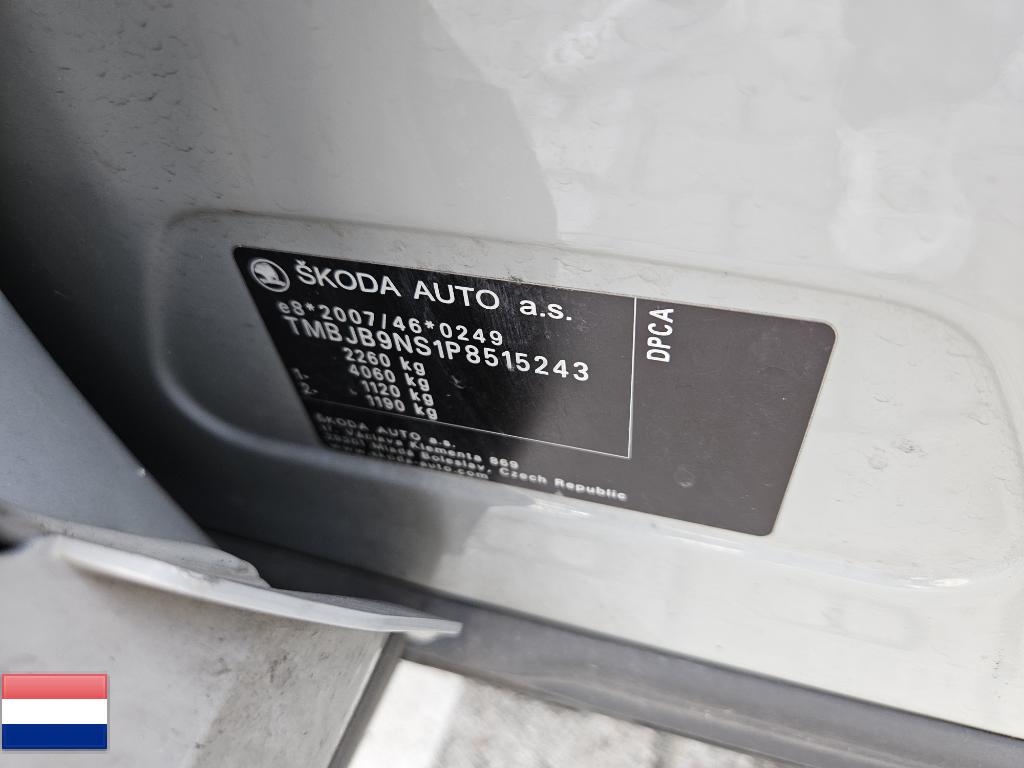 ŠKODA AUTO a.s.
e8*2007/46*0249
TMBJB9NS1P8515243
2260 kg
4060 kg
1- 1120 kg
2- 1190 kg
DPCA
ŠKODA AUTO a.s.
Václava Klementa 869
29301 Mladá Boleslav, Czech Republic
www.skoda-auto.com